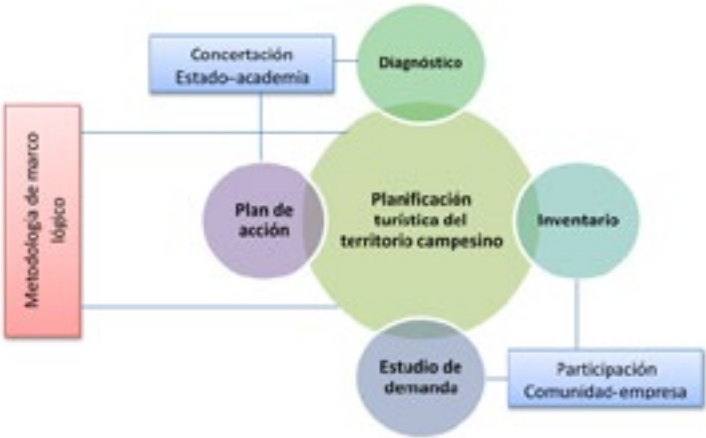 Concertación
Estado-academia
Diagnóstico
Metodología de marco
lógico
Plan de
acción
Planificación
turística del
territorio campesino
Inventario
Estudio de
demanda
Participación
Comunidad-empresa